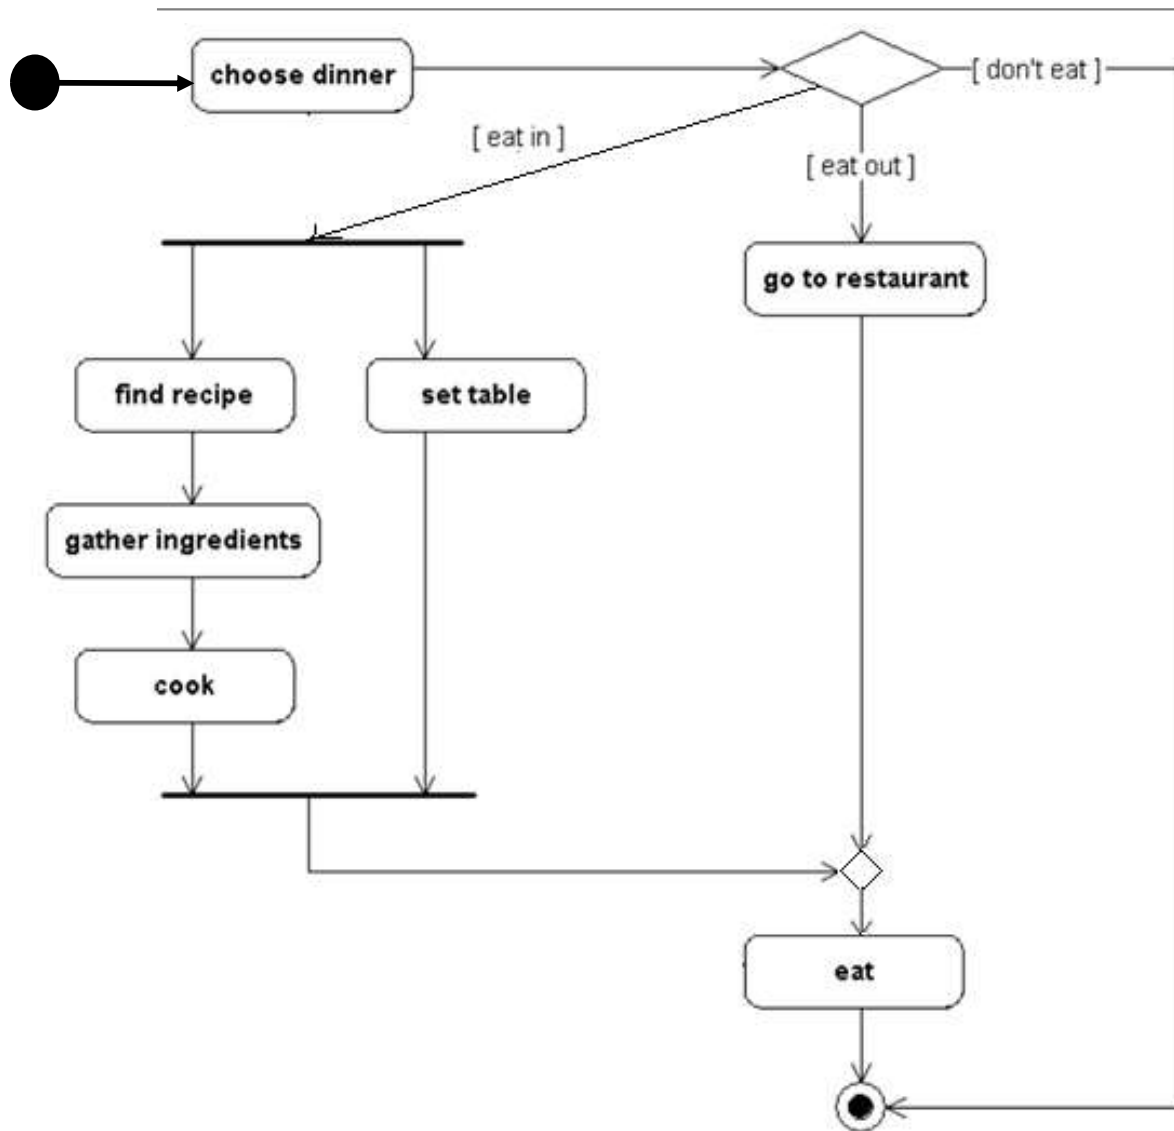 choose dinner
[ don't eat ]
[ eat in ]
[ eat out ]
go to restaurant
find recipe
set table
gather ingredients
cook
eat